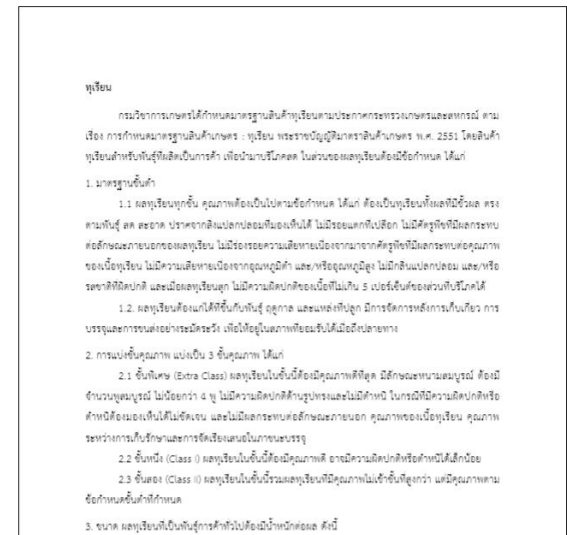 ทุเรียน
กรมวิชาการเกษตรได้กำหนดมาตรฐานสินค้าทุเรียนตามประกาศกระทรวงเกษตรและสหกรณ์ ตาม
เรื่อง การกำหนดมาตรฐานสินค้าเกษตร : ทุเรียน พระราชบัญญัติมาตราสินค้าเกษตร พ.ศ. 2551 โดยสินค้า
ทุเรียนสำหรับพันธุ์ที่ผลิตเป็นการค้า เพื่อนำมาบริโภคสด ในส่วนของผลทุเรียนต้องมีข้อกำหนด ได้แก่
1. มาตรฐานขั้นต่ำ
1.1 ผลทุเรียนทุกชั้น คุณภาพต้องเป็นไปตามข้อกำหนด ได้แก่ ต้องเป็นทุเรียนทั้งผลที่มีขั้วผล ตรง
ตามพันธุ์ สด สะอาด ปราศจากสิ่งแปลกปลอมที่มองเห็นได้ ไม่มีรอยแตกที่เปลือก ไม่มีศัตรูพืชที่มีผลกระทบ
ต่อลักษณะภายนอกของผลทุเรียน ไม่มีร่องรอยความเสียหายเนื่องจากมาจากศัตรูพืชที่มีผลกระทบต่อคุณภาพ
ของเนื้อทุเรียน ไม่มีความเสียหายเนื่องจากอุณหภูมิต่ำ และ/หรืออุณหภูมิสูง ไม่มีกลิ่นแปลกปลอม และ/หรือ
รสชาติที่ผิดปกติ และเมื่อผลทุเรียนสุก ไม่มีความผิดปกติของเนื้อที่ไม่เกิน 5 เปอร์เซ็นต์ของส่วนที่บริโภคได้
1.2. ผลทุเรียนต้องแก่ได้ที่ขึ้นกับพันธุ์ ฤดูกาล และแหล่งที่ปลูก มีการจัดการหลังการเก็บเกี่ยว การ
บรรจุและการขนส่งอย่างระมัดระวัง เพื่อให้อยู่ในสภาพที่ยอมรับได้เมื่อถึงปลายทาง
2. การแบ่งชั้นคุณภาพ แบ่งเป็น 3 ชั้นคุณภาพ ได้แก่
2.1 ชั้นพิเศษ (Extra Class) ผลทุเรียนในชั้นนี้ต้องมีคุณภาพดีที่สุด มีลักษณะหนามสมบูรณ์ ต้องมี
จำนวนพูสมบูรณ์ ไม่น้อยกว่า 4 พู ไม่มีความผิดปกติด้านรูปทรงและไม่มีตำหนิ ในกรณีที่มีความผิดปกติหรือ
ตำหนิต้องมองเห็นได้ไม่ชัดเจน และไม่มีผลกระทบต่อลักษณะภายนอก คุณภาพของเนื้อทุเรียน คุณภาพ
ระหว่างการเก็บรักษาและการจัดเรียงเสนอในภาชนะบรรจุ
2.2 ชั้นหนึ่ง (Class I) ผลทุเรียนในชั้นนี้ต้องมีคุณภาพดี อาจมีความผิดปกติหรือตำหนิได้เล็กน้อย
2.3 ชั้นสอง (Class II) ผลทุเรียนในชั้นนี้รวมผลทุเรียนที่มีคุณภาพไม่เข้าชั้นที่สูงกว่า แต่มีคุณภาพตาม
ข้อกำหนดขั้นต่ำที่กำหนด
3. ขนาด ผลทุเรียนที่เป็นพันธุ์การค้าทั่วไปต้องมีน้ำหนักต่อผล ดังนี้